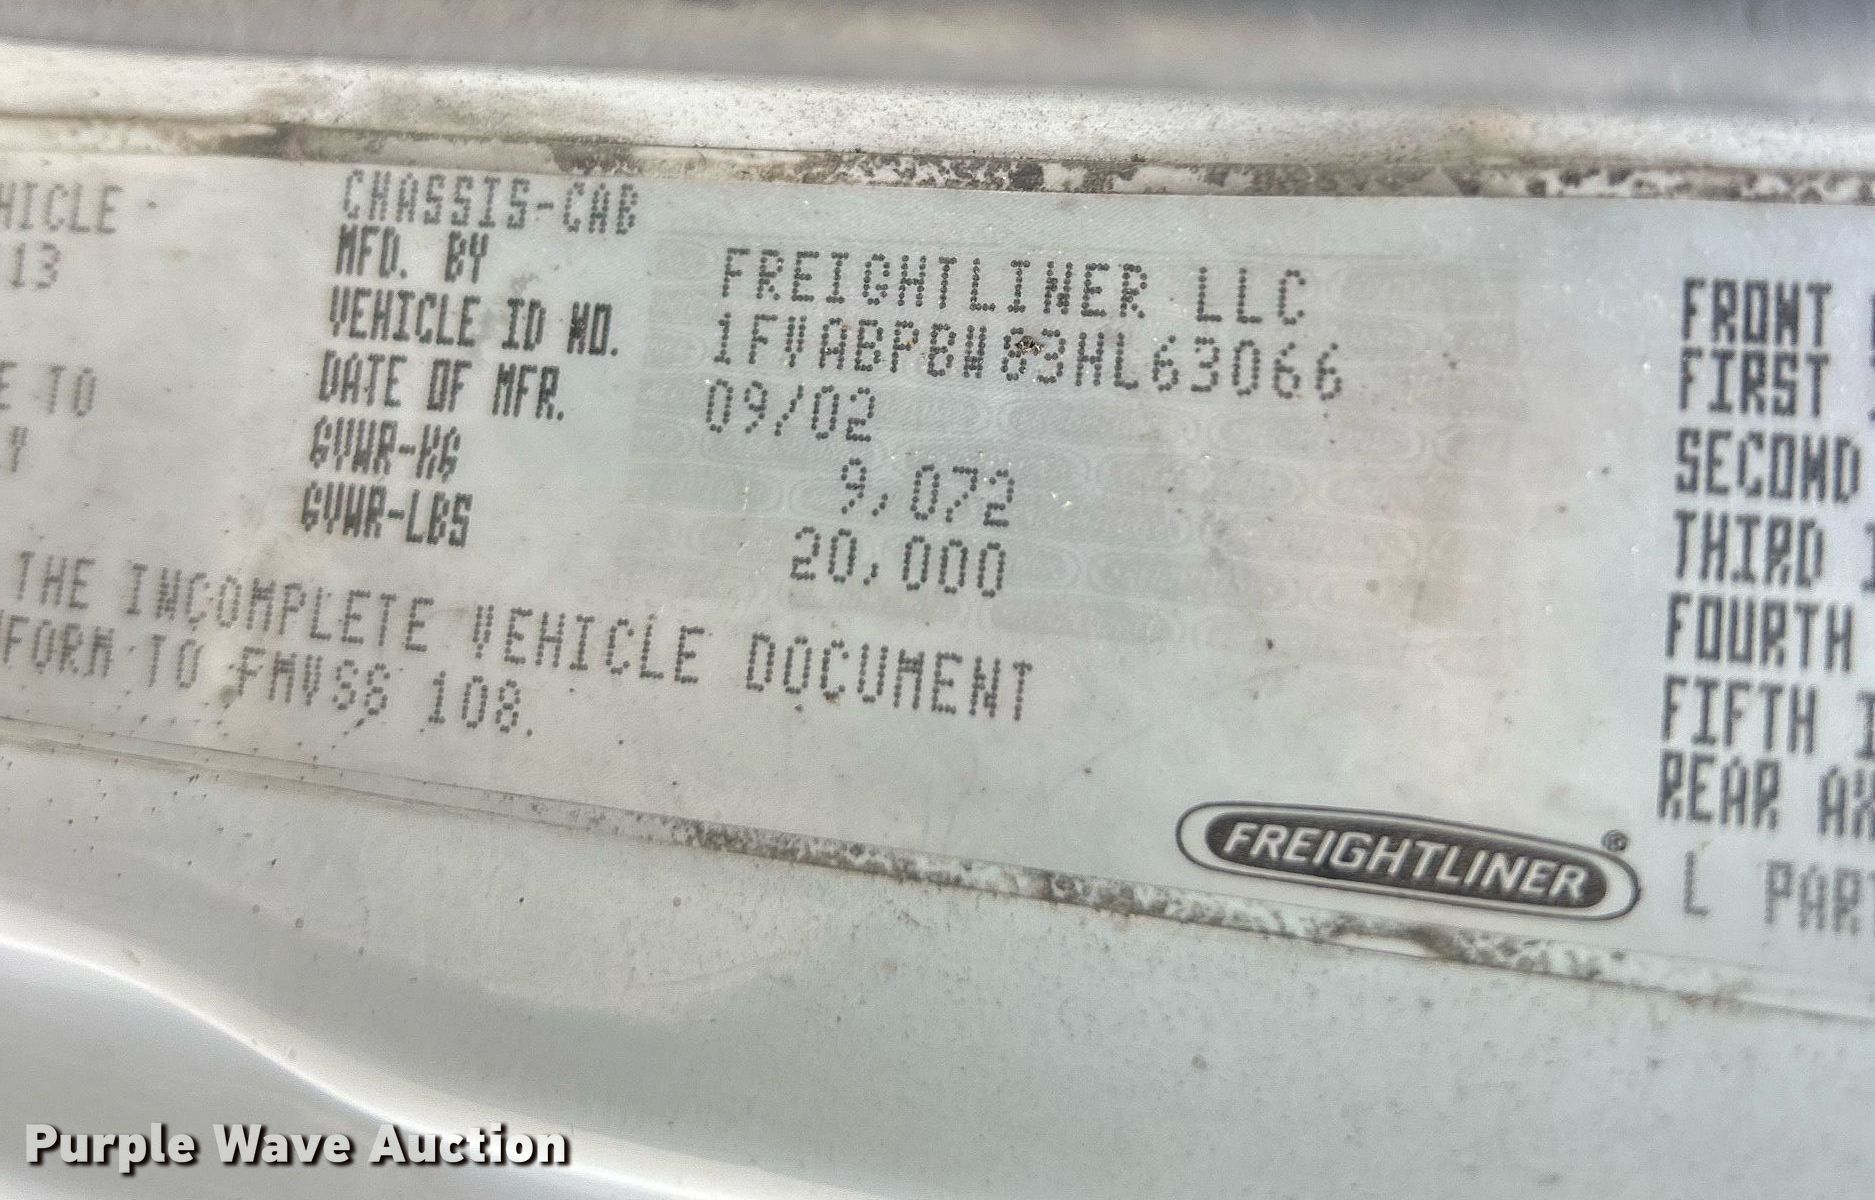 HICLE
13
E TO
CHASSIS-CAB
MFD. BY FREIGHTLINER LLC
VEHICLE ID NO. 1FVABPBW83HL63066
DATE OF MFR. 09/02
GVWR-KG 9,072
GVWR-LBS 20,000
THE INCOMPLETE VEHICLE DOCUMENT
FORM TO FMVSS 108.
FREIGHTLINER ®
FRONT
FIRST
SECOND
THIRD
FOURTH
FIFTH
REAR
L PAR
Purple Wave Auction